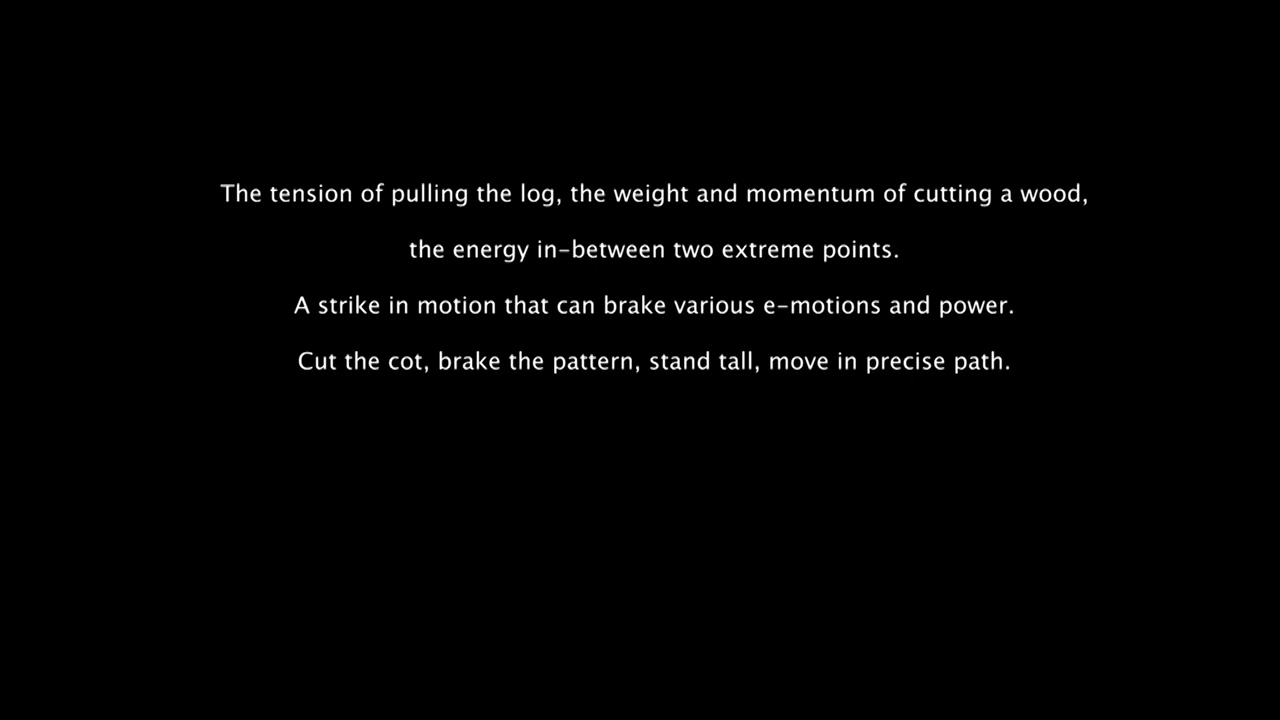 The tension of pulling the log, the weight and momentum of cutting a wood,
the energy in-between two extreme points.
A strike in motion that can brake various e-motions and power.
Cut the cot, brake the pattern, stand tall, move in precise path.